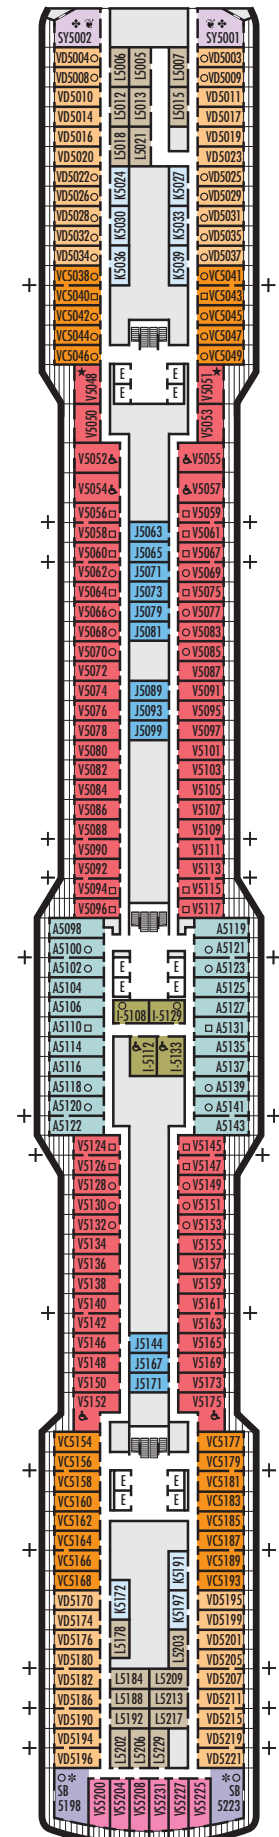 SY5002 SY5001
VD5004 L5006 L5005 L5007 VD5003
VD5008 VD5009
VD5010 L5012 L5013 L5015 VD5011
VD5014 VD5017
VD5016 L5018 L5021 VD5019
VD5020 VD5023
VD5022 K5024 K5027 VD5025
VD5026 VD5029
VD5028 K5030 K5033 VD5031
VD5032 VD5035
VD5034 K5036 K5039 VD5037
VC5038 VC5041
VC5040 VC5043
VC5042 VC5045
VC5044 VC5047
VC5046 VC5049
V5048 E E V5051
E E
V5050 V5053
V5052 V5055
V5054 V5057
V5056 V5059
V5058 J5063 V5061
V5060 J5065 V5067
V5062 J5071 V5069
V5064 J5073 V5075
V5066 J5079 V5077
V5068 J5081 V5083
V5070 V5085
V5072 V5087
V5074 J5089 V5091
V5076 J5093 V5095
V5078 J5099 V5097
V5080 V5101
V5082 V5103
V5084 V5105
V5086 V5107
V5088 V5109
V5090 V5111
V5092 V5113
V5094 V5115
V5096 V5117
A5098 A5119
A5100 A5121
A5102 E E A5123
A5104 E E A5125
A5106 I-5108 I-5129 A5127
A5110 A5131
A5114 I-5112 I-5133 A5135
A5116 A5137
A5118 A5139
A5120 A5141
A5122 A5143
V5124 V5145
V5126 V5147
V5128 V5149
V5130 V5151
V5132 V5153
V5134 V5155
V5136 V5157
V5138 V5159
V5140 V5161
V5142 V5163
V5146 J5144 V5165
V5148 J5167 V5169
V5150 J5171 V5173
V5152 V5175
VC5154 VC5177
VC5156 VC5179
VC5158 E E VC5181
VC5160 E E VC5183
VC5162 VC5185
VC5164 VC5187
VC5166 K5191 VC5189
VC5168 K5172 VC5193
VD5170 K5197 VD5195
VD5174 VD5199
VD5176 L5178 L5203 VD5201
VD5180 VD5205
VD5182 L5184 L5209 VD5207
VD5186 L5188 L5213 VD5211
VD5190 L5192 L5217 VD5215
VD5194 L5202 L5206 L5229 VD5219
VD5196 VD5221
SB 5198 VS5200 VS5204 VS5208 VS5231 VS5227 VS5225 SB 5223